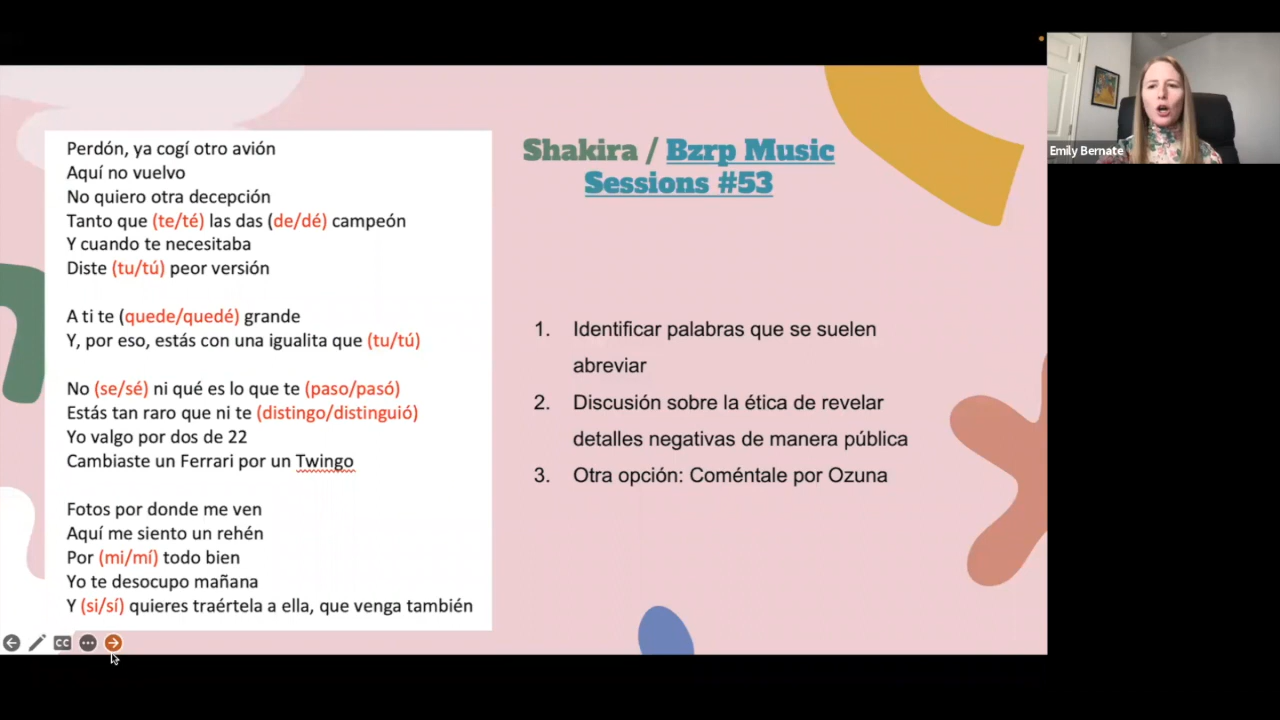 Perdón, ya cogí otro avión
Aquí no vuelvo
No quiero otra decepción
Tanto que (te/té) las das (de/dé) campeón
Y cuando te necesitaba
Diste (tu/tú) peor versión
A ti te (quede/quedé) grande
Y, por eso, estás con una igualita que (tu/tú)
No (se/sé) ni qué es lo que te (paso/pasó)
Estás tan raro que ni te (distingo/distinguió)
Yo valgo por dos de 22
Cambiaste un Ferrari por un Twingo
Fotos por donde me ven
Aquí me siento un rehén
Por (mi/mí) todo bien
Yo te desocupo mañana
Y (si/sí) quieres traértela a ella, que venga también
Shakira / Bzrp Music
Sessions #53
1. Identificar palabras que se suelen
abreviar
2. Discusión sobre la ética de revelar
detalles negativas de manera pública
3. Otra opción: Coméntale por Ozuna
Emily Bernate
CC